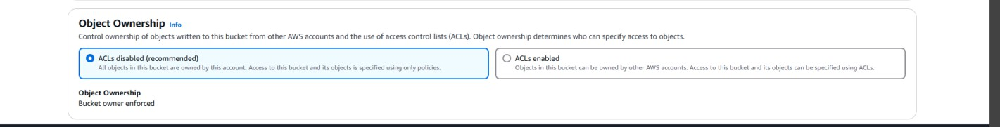 Object Ownership Info
Control ownership of objects written to this bucket from other AWS accounts and the use of access control lists (ACLs). Object ownership determines who can specify access to objects.
ACLs disabled (recommended)
All objects in this bucket are owned by this account. Access to this bucket and its objects is specified using only policies.
ACLs enabled
Objects in this bucket can be owned by other AWS accounts. Access to this bucket and its objects can be specified using ACLs.
Object Ownership
Bucket owner enforced